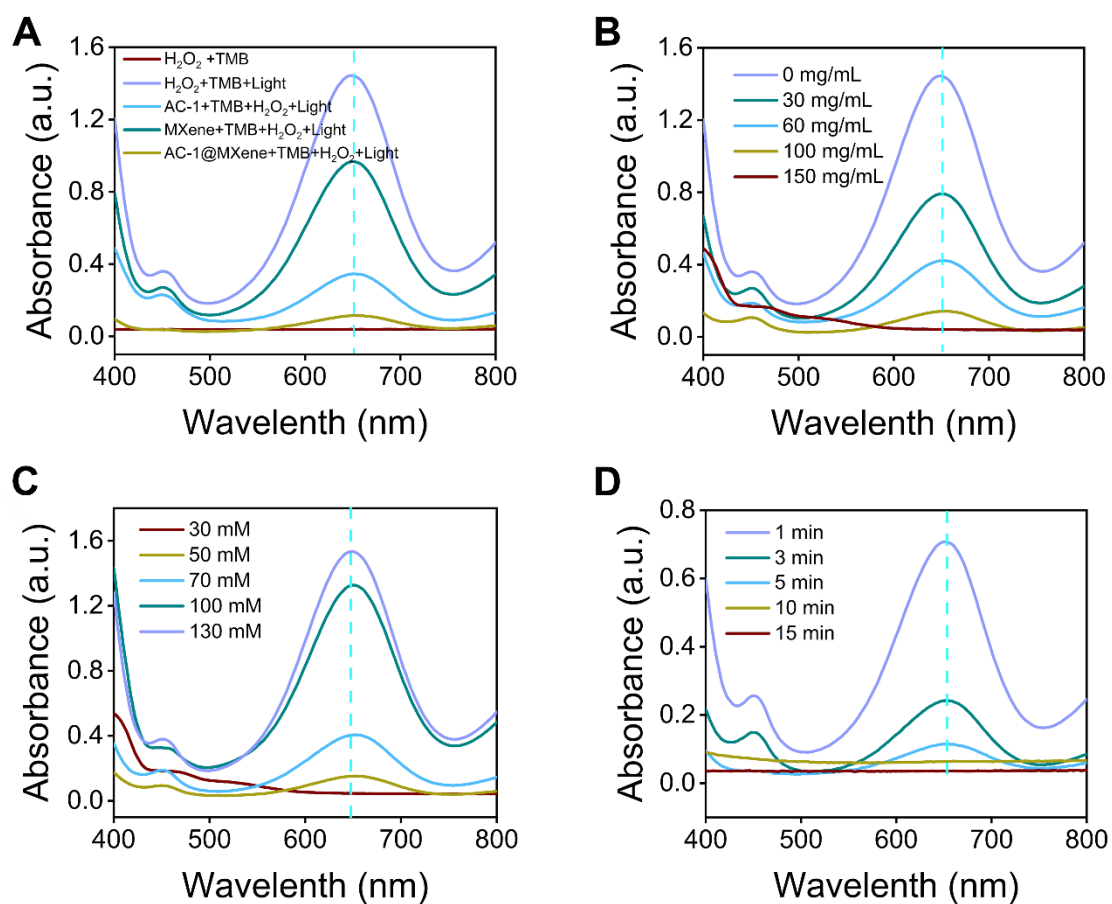 A
Absorbance (a.u.)
1.6
1.2
0.8
0.4
0.0
H₂O₂ +TMB
H₂O₂+TMB+Light
AC-1+TMB+H₂O₂+Light
MXene+TMB+H₂O₂+Light
AC-1@MXene+TMB+H₂O₂+Light
400 500 600 700 800
Wavelenth (nm)
B
Absorbance (a.u.)
1.6
1.2
0.8
0.4
0.0
0 mg/mL
30 mg/mL
60 mg/mL
100 mg/mL
150 mg/mL
400 500 600 700 800
Wavelenth (nm)
C
Absorbance (a.u.)
1.6
1.2
0.8
0.4
0.0
30 mM
50 mM
70 mM
100 mM
130 mM
400 500 600 700 800
Wavelenth (nm)
D
Absorbance (a.u.)
0.8
0.6
0.4
0.2
0.0
1 min
3 min
5 min
10 min
15 min
400 500 600 700 800
Wavelenth (nm)